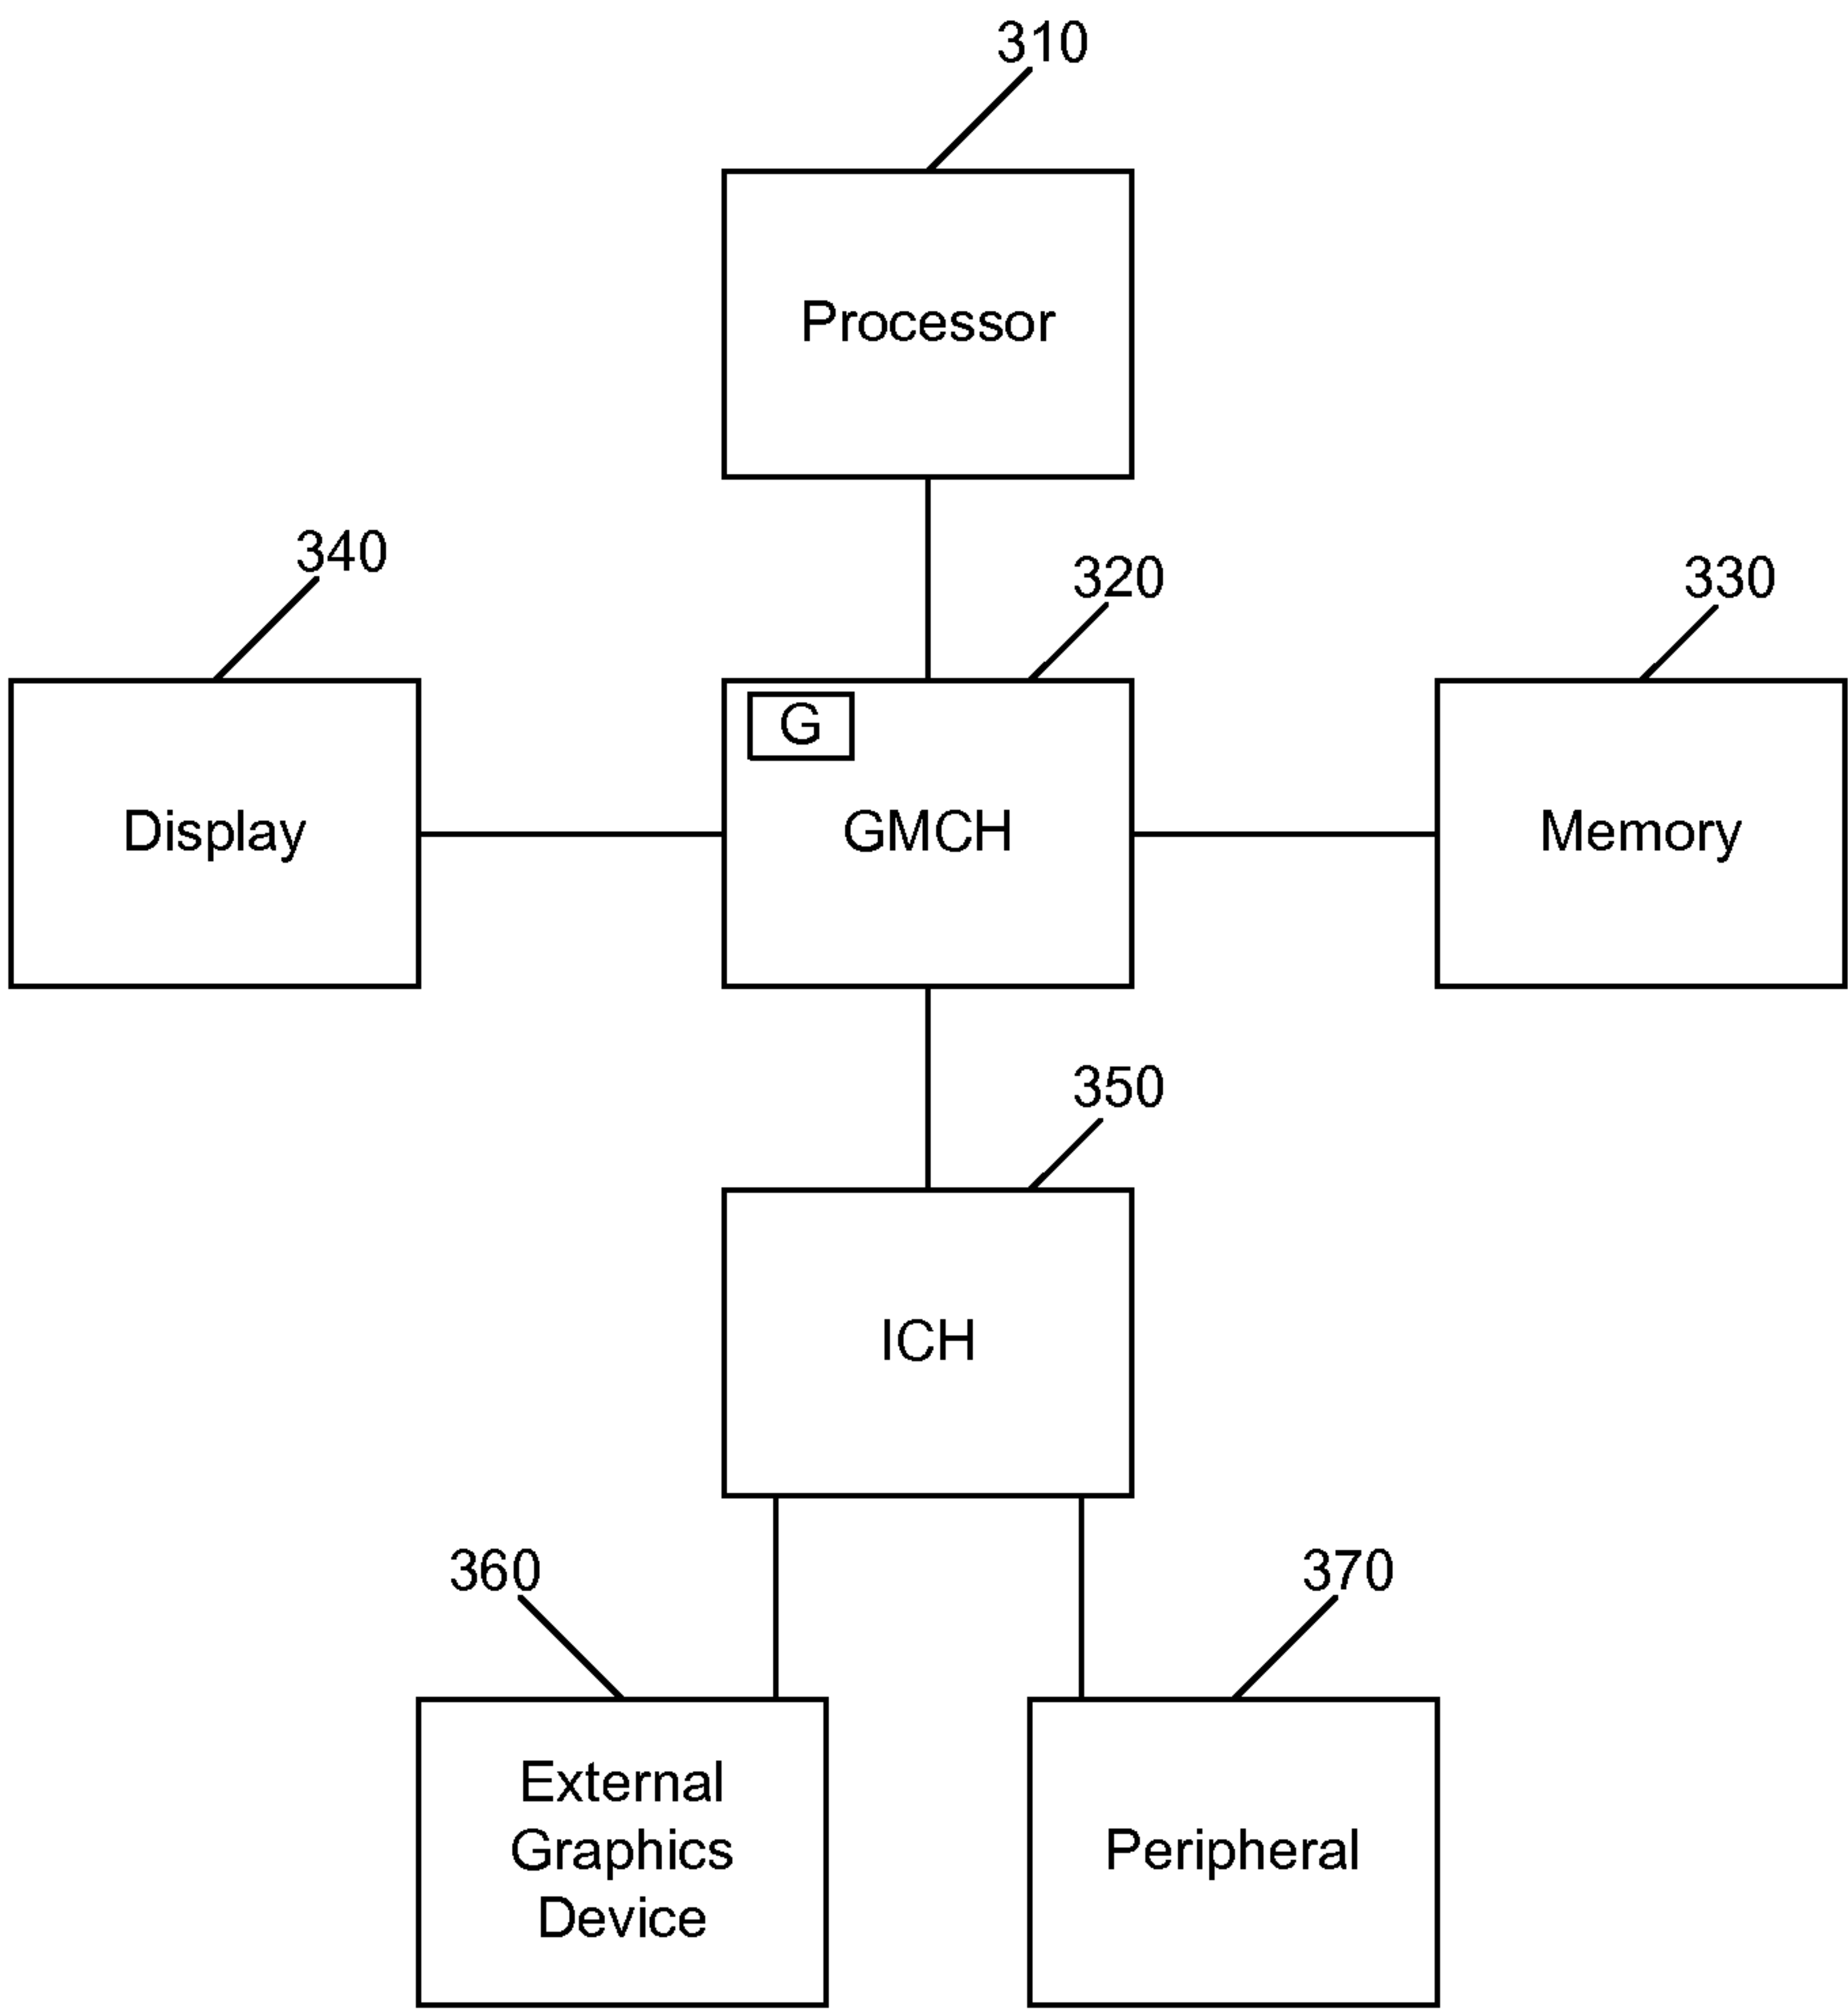 310
Processor
340
320
330
G
Display
GMCH
Memory
350
ICH
360
370
External
Graphics
Device
Peripheral